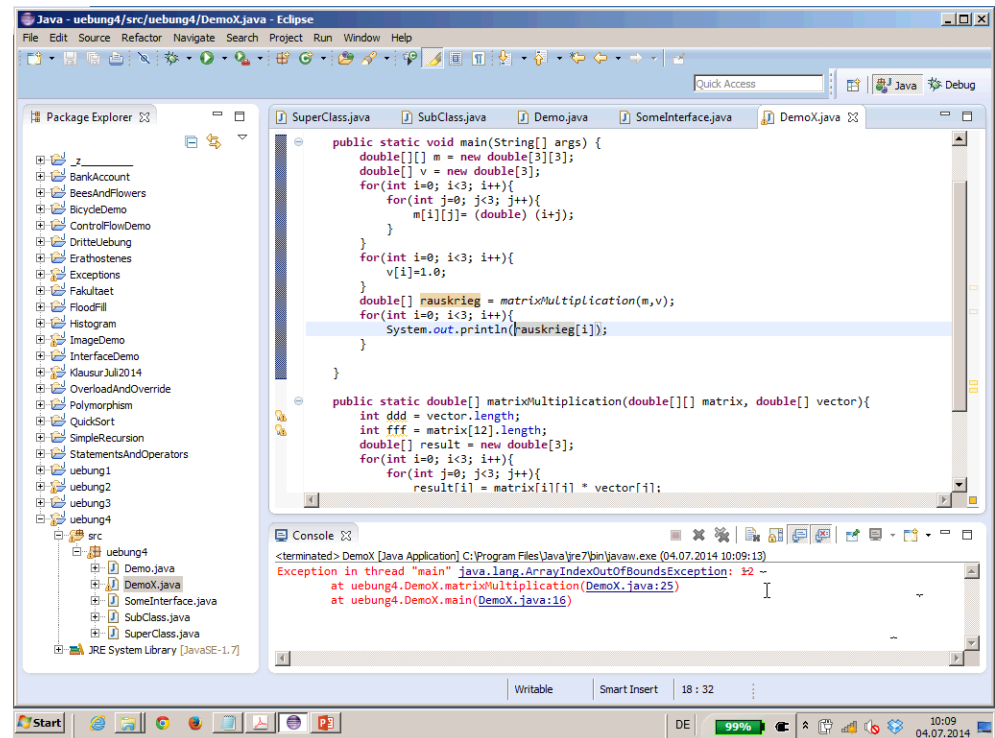 Java - uebung4/src/uebung4/DemoX.java - Eclipse
File Edit Source Refactor Navigate Search Project Run Window Help
Quick Access
Java
Debug
Package Explorer
_z________
BankAccount
BeesAndFlowers
BicycleDemo
ControlFlowDemo
DritteUebung
Erathostenes
Exceptions
Fakultaet
FloodFill
Histogram
ImageDemo
InterfaceDemo
KlausurJuli2014
OverloadAndOverride
Polymorphism
QuickSort
SimpleRecursion
StatementsAndOperators
uebung1
uebung2
uebung3
uebung4
src
uebung4
Demo.java
DemoX.java
SomeInterface.java
SubClass.java
SuperClass.java
JRE System Library [JavaSE-1.7]
SuperClass.java SubClass.java Demo.java SomeInterface.java DemoX.java
public static void main(String[] args) {
double[][] m = new double[3][3];
double[] v = new double[3];
for(int i=0; i<3; i++){
for(int j=0; j<3; j++){
m[i][j]= (double) (i+j);
}
}
for(int i=0; i<3; i++){
v[i]=1.0;
}
double[] rauskrieg = matrixMultiplication(m,v);
for(int i=0; i<3; i++){
System.out.println(rauskrieg[i]);
}
}
public static double[] matrixMultiplication(double[][] matrix, double[] vector){
int ddd = vector.length;
int fff = matrix[12].length;
double[] result = new double[3];
for(int i=0; i<3; i++){
for(int j=0; j<3; j++){
result[i] = matrix[i][j] * vector[j];
Console
<terminated> DemoX [Java Application] C:\Program Files\Java\jre7\bin\javaw.exe (04.07.2014 10:09:13)
Exception in thread "main" java.lang.ArrayIndexOutOfBoundsException: 12
at uebung4.DemoX.matrixMultiplication(DemoX.java:25)
at uebung4.DemoX.main(DemoX.java:16)
Writable Smart Insert 18 : 32
Start
DE 99% 10:09
04.07.2014